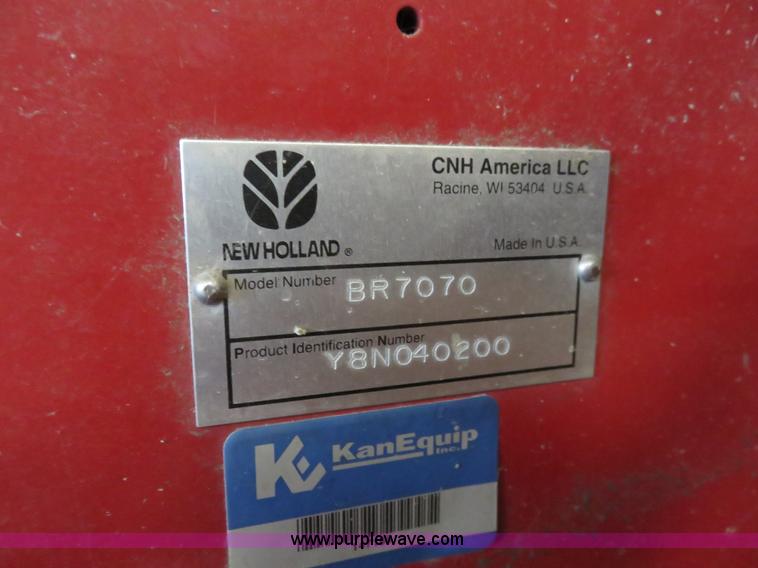 CNH America LLC
Racine, WI 53404 U.S.A.
NEW HOLLAND ®
Made In U.S.A.
Model Number BR7070
Product Identification Number
Y8N040200
KanEquip
Inc.
www.purplewave.com